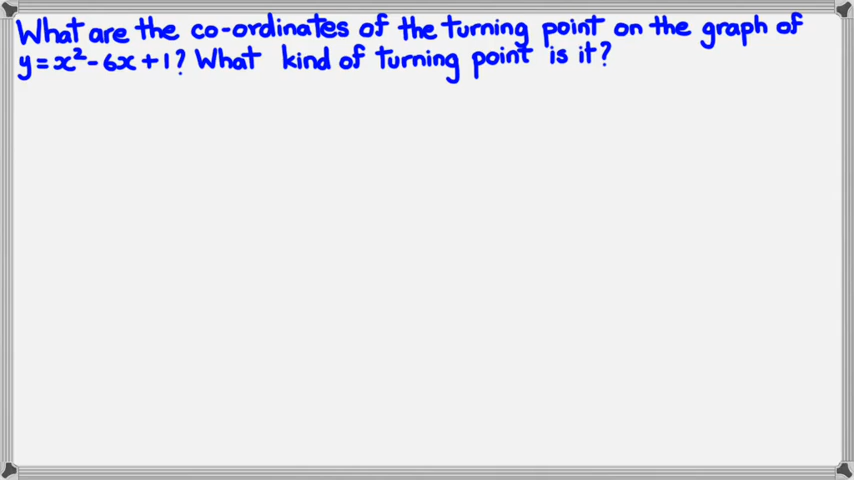 What are the co-ordinates of the turning point on the graph of
y = x² - 6x + 1? What kind of turning point is it?